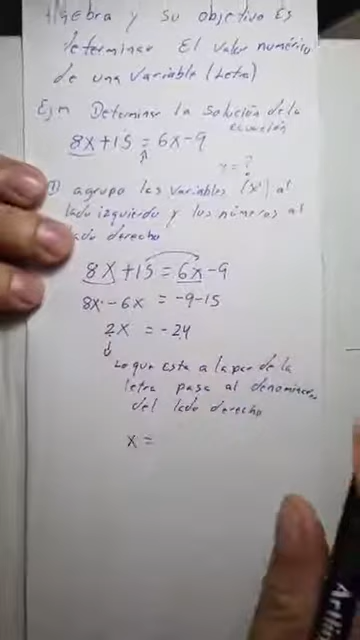 Algebra y su objetivo Es
determinar El valor numérico
de una variable (Letra)
Ejm Determinar la solución de la
ecuación
8x + 15 = 6x - 9
x = ?
① agrupo las variables (x) al
lado izquierdo y los números al
lado derecho
8x + 15 = 6x - 9
8x - 6x = -9 - 15
2x = -24
Lo que Esta a la par de la
letra pasa al denominador
del lado derecho
x =
Artline